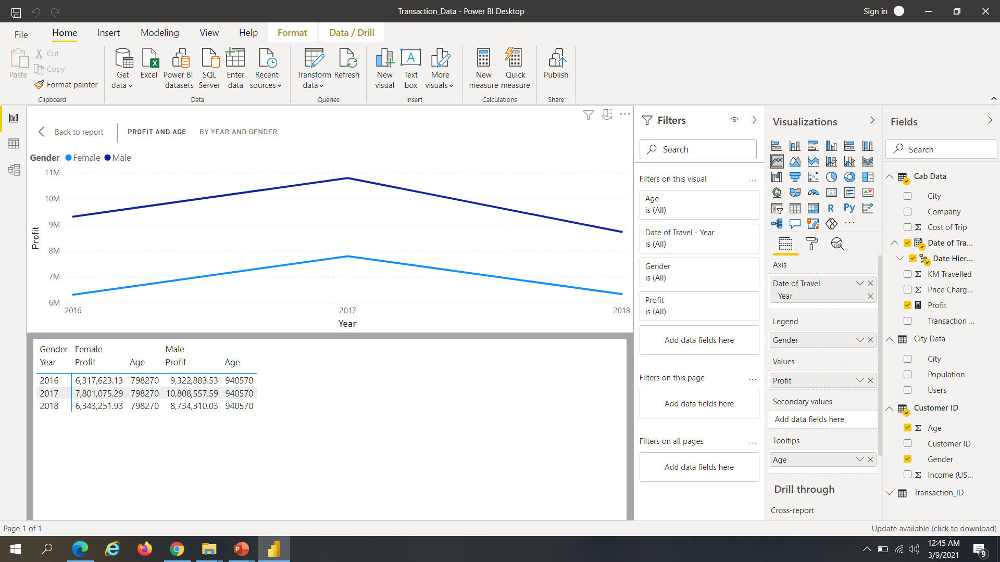 Transaction_Data - Power BI Desktop
Sign in
File
Home
Insert
Modeling
View
Help
Format
Data / Drill
Paste
Cut
Copy
Format painter
Clipboard
Get data
Excel
Power BI datasets
SQL Server
Enter data
Recent sources
Data
Transform data
Refresh
Queries
New visual
Text box
More visuals
Insert
New measure
Quick measure
Calculations
Publish
Share
Back to report
PROFIT AND AGE
BY YEAR AND GENDER
Gender Female Male
11M
10M
9M
8M
7M
6M
Profit
2016 2017 2018
Year
Gender Female Male
Year Profit Age Profit Age
2016 6,317,623.13 798270 9,322,883.53 940570
2017 7,801,075.29 798270 10,808,557.59 940570
2018 6,343,251.93 798270 8,734,310.03 940570
Filters
Search
Filters on this visual
...
Age
is (All)
Date of Travel - Year
is (All)
Gender
is (All)
Profit
is (All)
Add data fields here
Filters on this page
...
Add data fields here
Filters on all pages
...
Add data fields here
Visualizations
123
R
Py
...
Axis
Date of Travel
Year
Legend
Gender
Values
Profit
Secondary values
Add data fields here
Tooltips
Age
Drill through
Cross-report
Fields
Search
Cab Data
City
Company
Σ Cost of Trip
Date of Tra...
Date Hier...
Σ KM Travelled
Σ Price Charg...
Profit
Transaction ...
City Data
City
Population
Users
Customer ID
Σ Age
Customer ID
Gender
Σ Income (US...
Transaction_ID
Page 1 of 1
Update available (click to download)
12:45 AM
3/9/2021
9